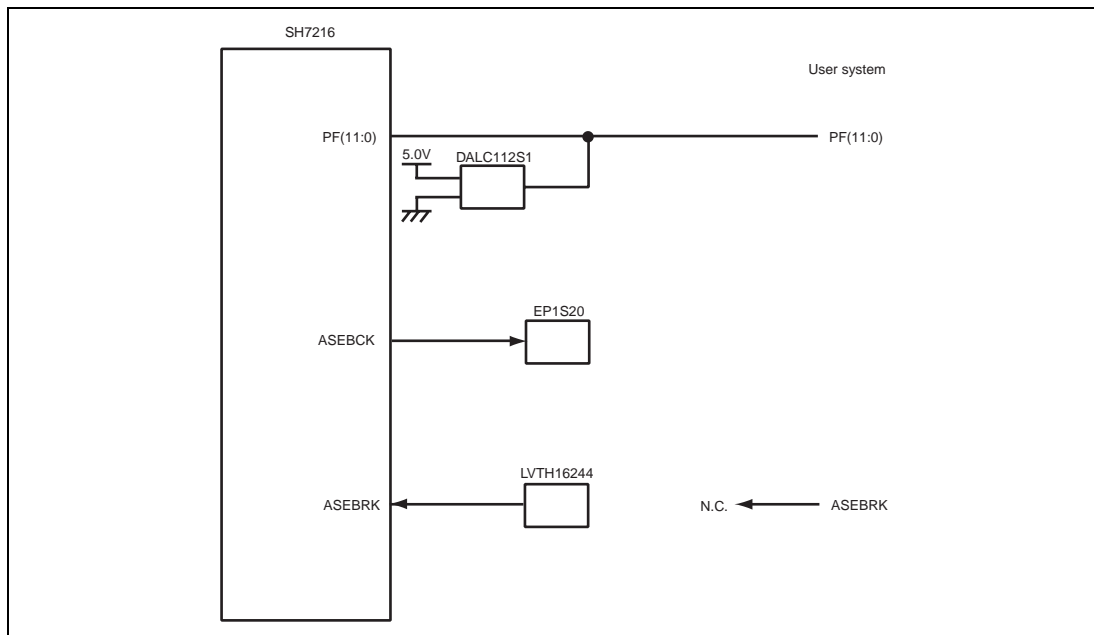 SH7216
User system
PF(11:0)
PF(11:0)
5.0V
DALC112S1
EP1S20
ASEBCK
LVTH16244
ASEBRK
N.C.
ASEBRK